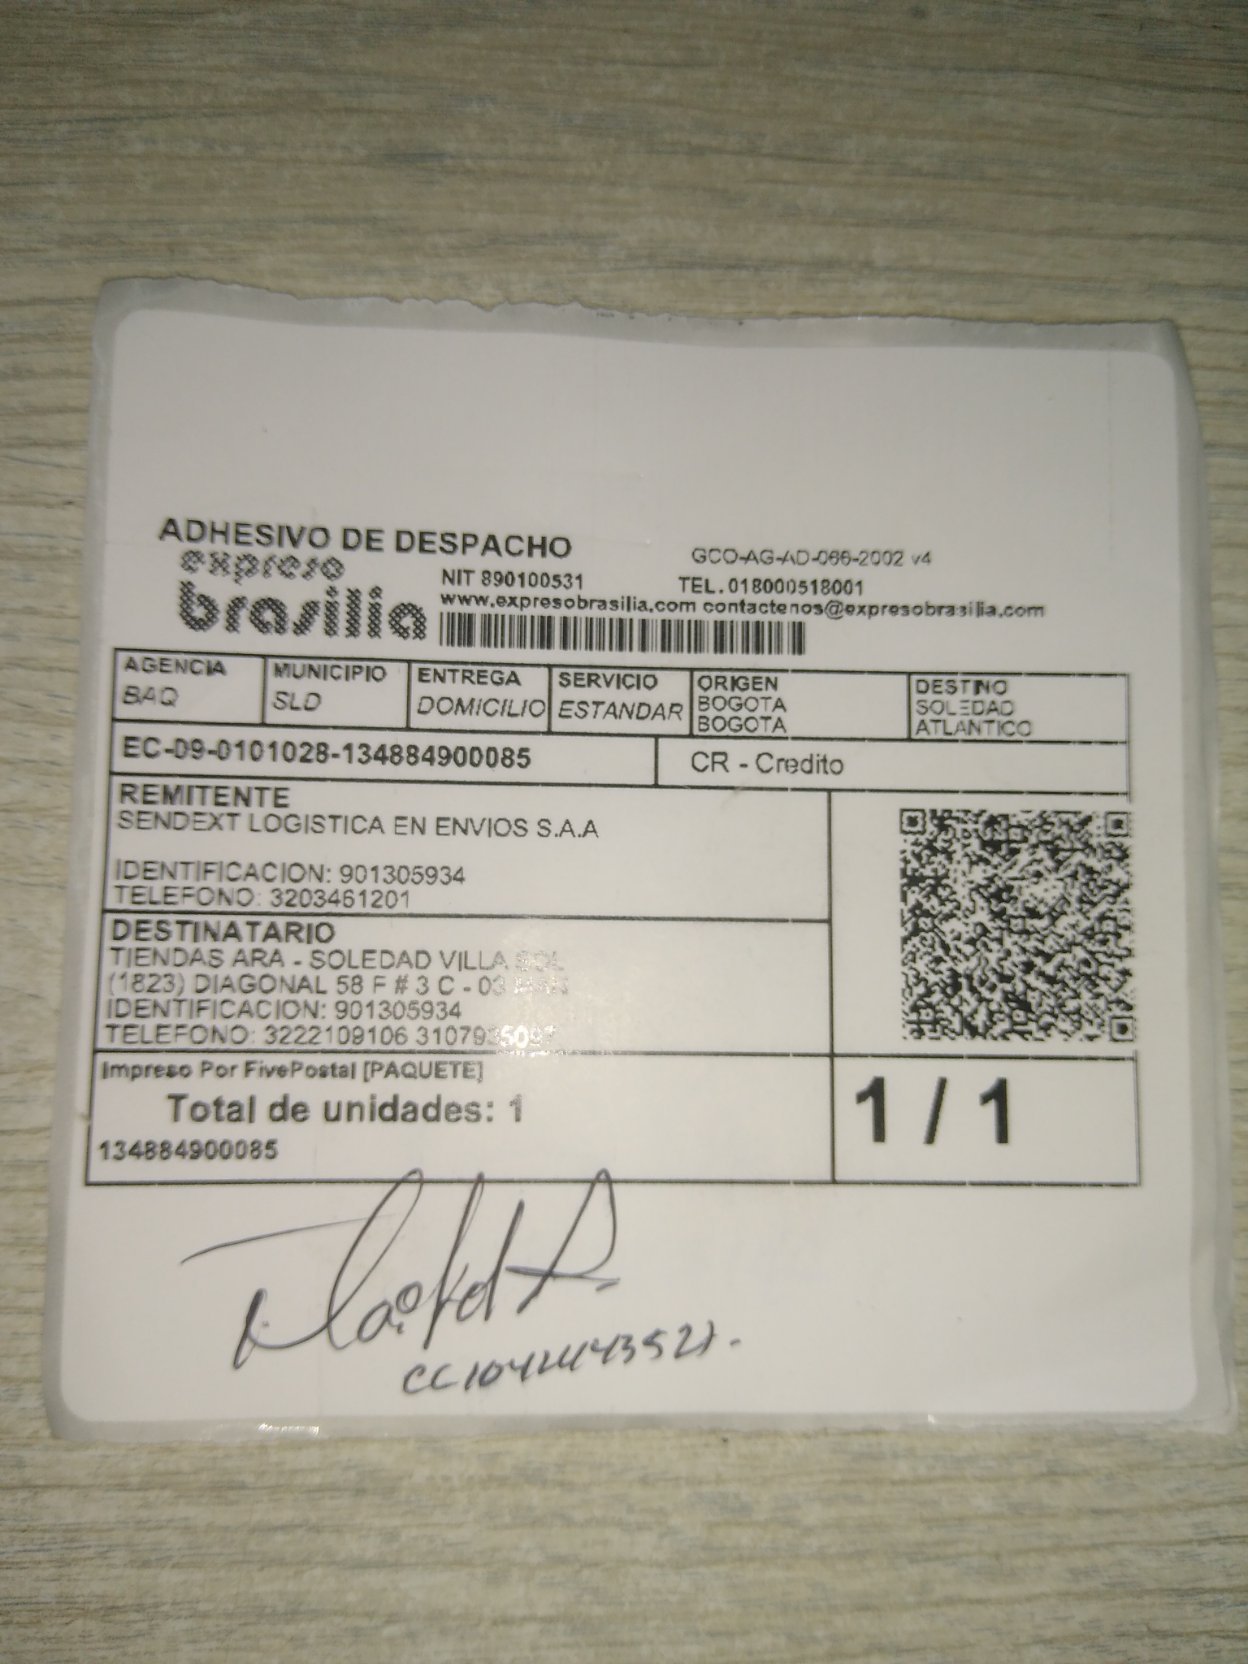 ADHESIVO DE DESPACHO
GCO-AG-AD-066-2002 v4
expreso
brasilia
NIT 890100531 TEL.018000518001
www.expresobrasilia.com contactenos@expresobrasilia.com
AGENCIA MUNICIPIO ENTREGA SERVICIO ORIGEN DESTINO
BAQ SLD DOMICILIO ESTANDAR BOGOTA SOLEDAD
BOGOTA ATLANTICO
EC-09-0101028-134884900085 CR - Credito
REMITENTE
SENDEXT LOGISTICA EN ENVIOS S.A.A
IDENTIFICACION: 901305934
TELEFONO: 3203461201
DESTINATARIO
TIENDAS ARA - SOLEDAD VILLA SOL
(1823) DIAGONAL 58 F # 3 C - 03
IDENTIFICACION: 901305934
TELEFONO: 3222109106
Impreso Por FivePostal [PAQUETE]
Total de unidades: 1
1 / 1
134884900085
CC